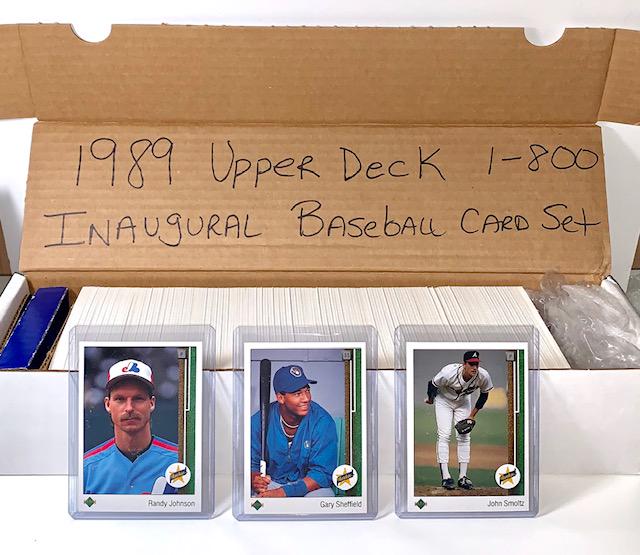 1989 Upper Deck 1-800
Inaugural Baseball Card Set
Randy Johnson
Gary Sheffield
John Smoltz